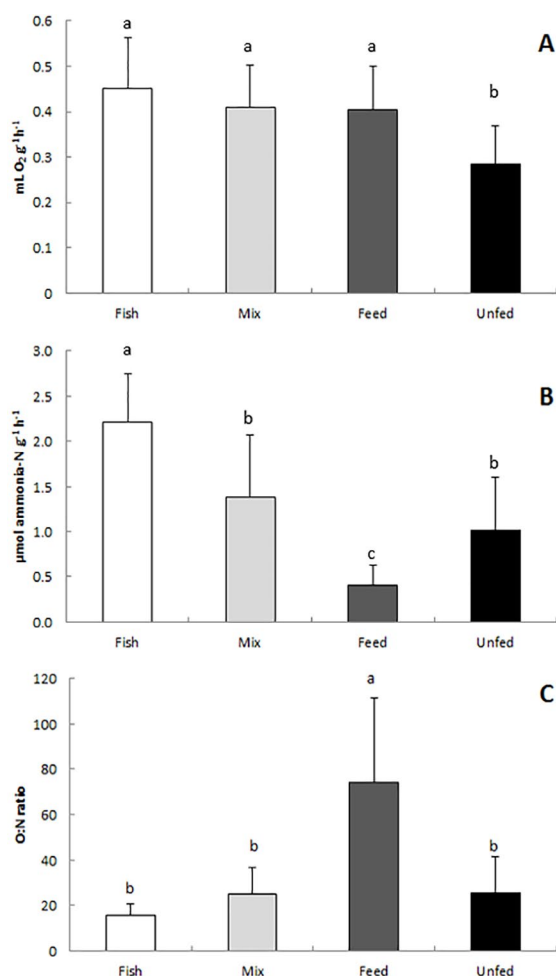 A
mL O₂ g⁻¹h⁻¹
0.6
0.5
0.4
0.3
0.2
0.1
0
a
a
a
b
Fish Mix Feed Unfed
B
µmol ammonia-N g⁻¹ h⁻¹
3.0
2.5
2.0
1.5
1.0
0.5
0.0
a
b
c
b
Fish Mix Feed Unfed
C
O:N ratio
120
100
80
60
40
20
0
b
b
a
b
Fish Mix Feed Unfed